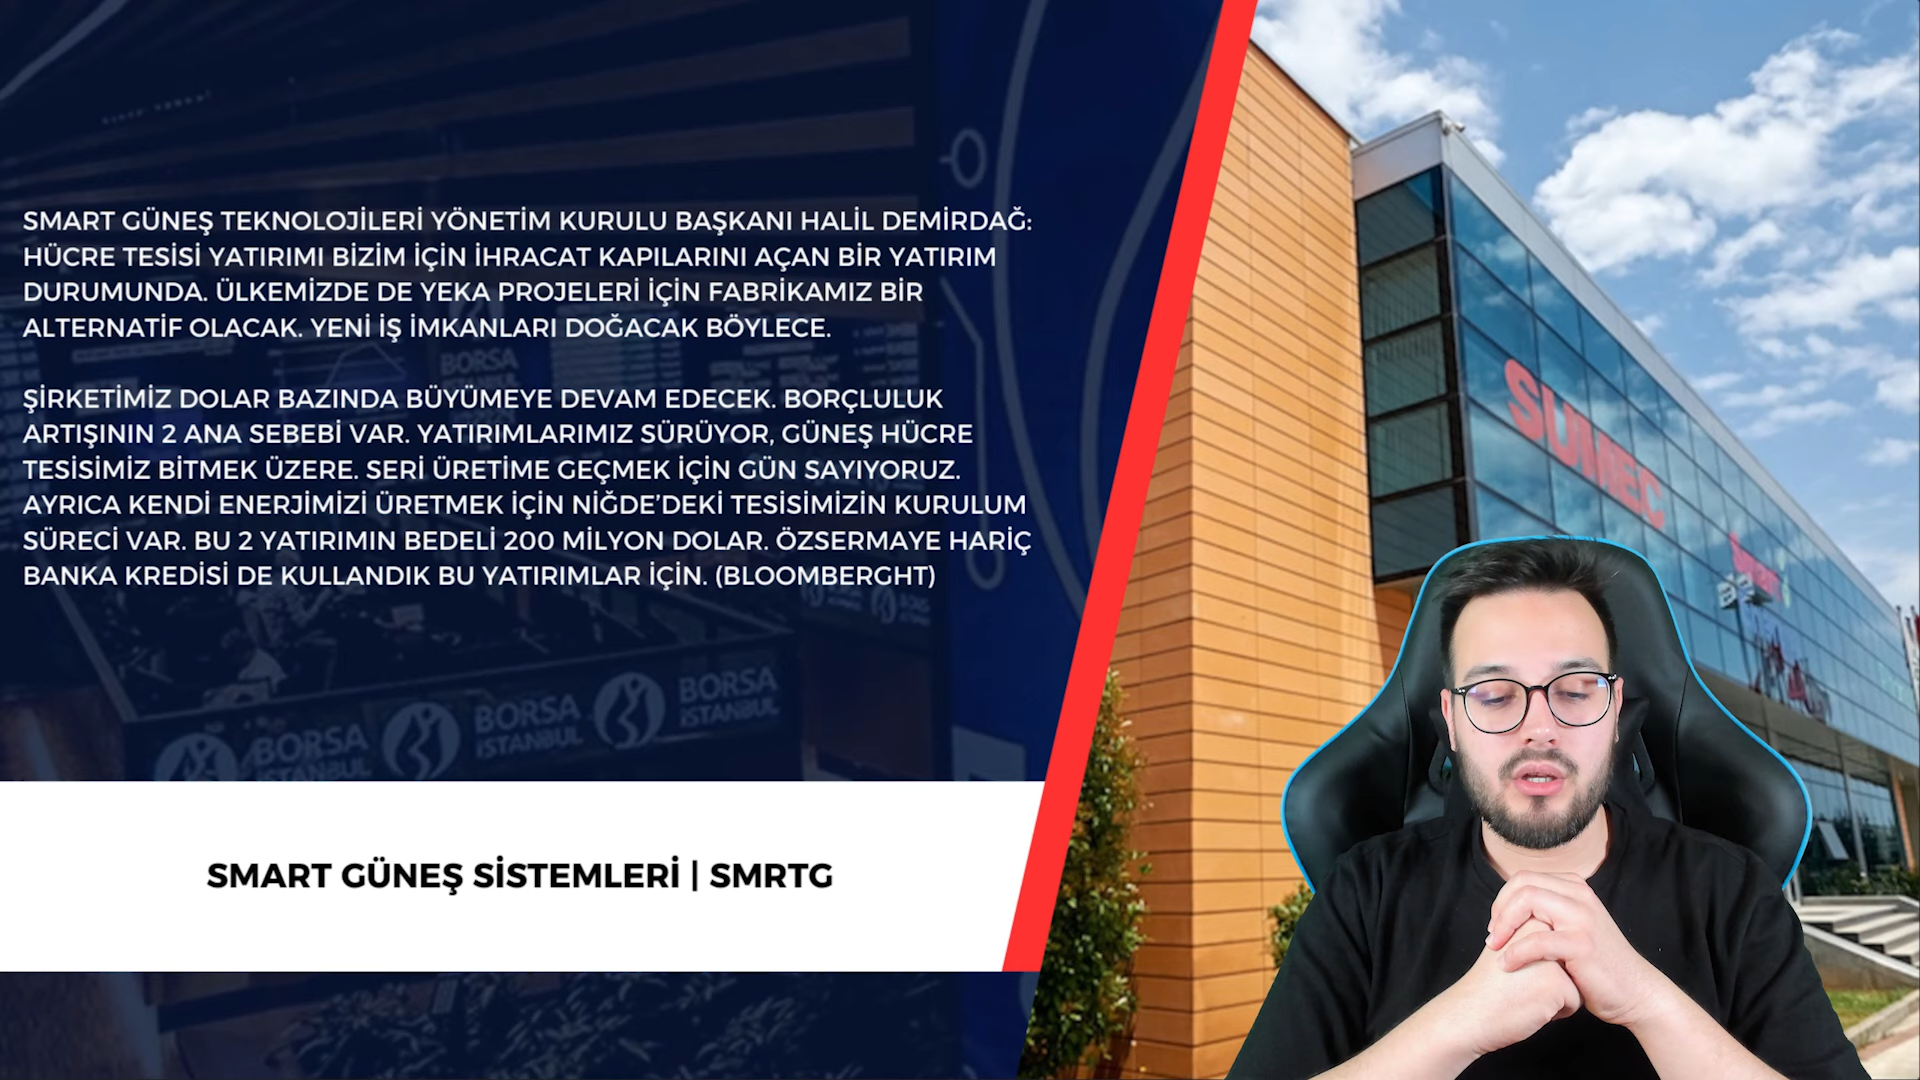 SMART GÜNEŞ TEKNOLOJİLERİ YÖNETİM KURULU BAŞKANI HALİL DEMİRDAĞ:
HÜCRE TESİSİ YATIRIMI BİZİM İÇİN İHRACAT KAPILARINI AÇAN BİR YATIRIM
DURUMUNDA. ÜLKEMİZDE DE YEKA PROJELERİ İÇİN FABRİKAMIZ BİR
ALTERNATİF OLACAK. YENİ İŞ İMKANLARI DOĞACAK BÖYLECE.
ŞİRKETİMİZ DOLAR BAZINDA BÜYÜMEYE DEVAM EDECEK. BORÇLULUK
ARTIŞININ 2 ANA SEBEBİ VAR. YATIRIMLARIMIZ SÜRÜYOR, GÜNEŞ HÜCRE
TESİSİMİZ BİTMEK ÜZERE. SERİ ÜRETİME GEÇMEK İÇİN GÜN SAYIYORUZ.
AYRICA KENDİ ENERJİMİZİ ÜRETMEK İÇİN NİĞDE'DEKİ TESİSİMİZİN KURULUM
SÜRECİ VAR. BU 2 YATIRIMIN BEDELİ 200 MİLYON DOLAR. ÖZSERMAYE HARİÇ
BANKA KREDİSİ DE KULLANDIK BU YATIRIMLAR İÇİN. (BLOOMBERGHT)
BORSA
BORSA
İSTANBUL
BORSA
İSTANBUL
BORSA
İSTANBUL
SMART GÜNEŞ SİSTEMLERİ | SMRTG
SUMEC